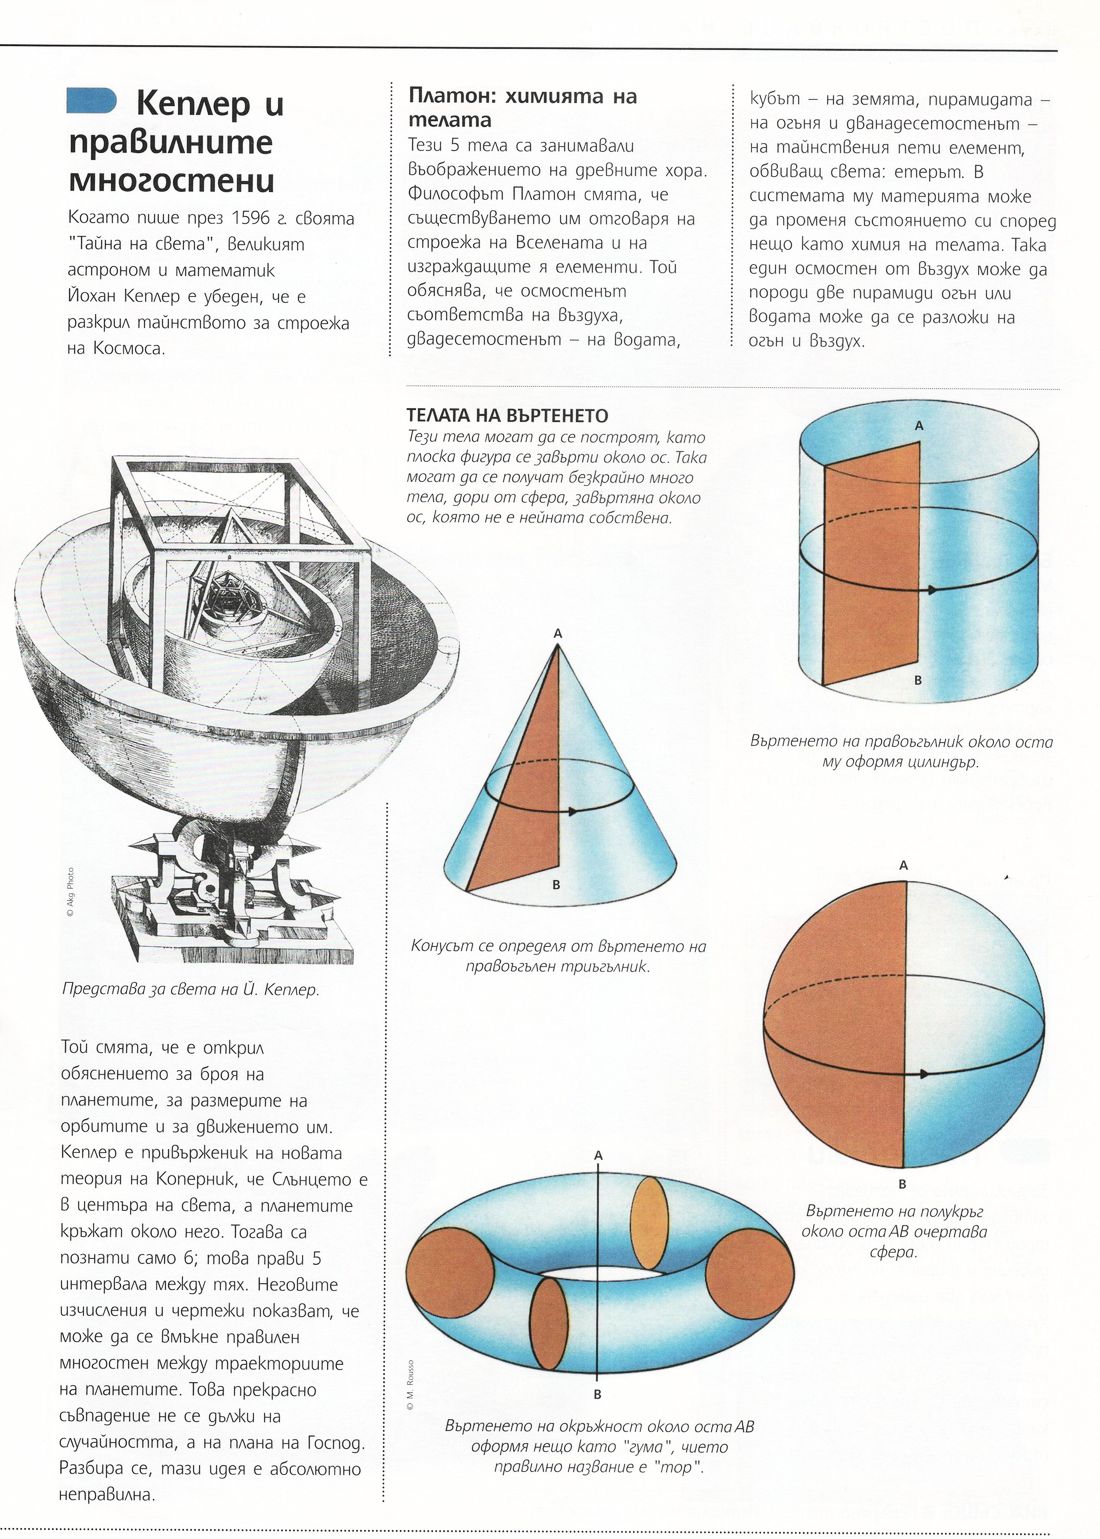 Кеплер и
правилните
многостени
Когато пише през 1596 г. своята
"Тайна на света", великият
астроном и математик
Йохан Кеплер е убеден, че е
разкрил тайнството за строежа
на Космоса.
Представа за света на Й. Кеплер.
© Akg Photo
Той смята, че е открил
обяснението за броя на
планетите, за размерите на
орбитите и за движението им.
Кеплер е привърженик на новата
теория на Коперник, че Слънцето е
в центъра на света, а планетите
кръжат около него. Тогава са
познати само 6; това прави 5
интервала между тях. Неговите
изчисления и чертежи показват, че
може да се вмъкне правилен
многостен между траекториите
на планетите. Това прекрасно
съвпадение не се дължи на
случайността, а на плана на Господ.
Разбира се, тази идея е абсолютно
неправилна.
Платон: химията на
телата
Тези 5 тела са занимавали
въображението на древните хора.
Философът Платон смята, че
съществуването им отговаря на
строежа на Вселената и на
изграждащите я елементи. Той
обяснява, че осмостенът
съответства на въздуха,
двадесетостенът – на водата,
кубът – на земята, пирамидата –
на огъня и дванадесетостенът –
на тайнствения пети елемент,
обвиващ света: етерът. В
системата му материята може
да променя състоянието си според
нещо като химия на телата. Така
един осмостен от въздух може да
породи две пирамиди огън или
водата може да се разложи на
огън и въздух.
ТЕЛАТА НА ВЪРТЕНЕТО
Тези тела могат да се построят, като
плоска фигура се завърти около ос. Така
могат да се получат безкрайно много
тела, дори от сфера, завъртяна около
ос, която не е нейната собствена.
A
B
Въртенето на правоъгълник около оста
му оформя цилиндър.
A
B
Конусът се определя от въртенето на
правоъгълен триъгълник.
A
B
Въртенето на полукръг
около оста AB очертава
сфера.
A
B
© M. Rousso
Въртенето на окръжност около оста AB
оформя нещо като "гума", чието
правилно название е "тор".